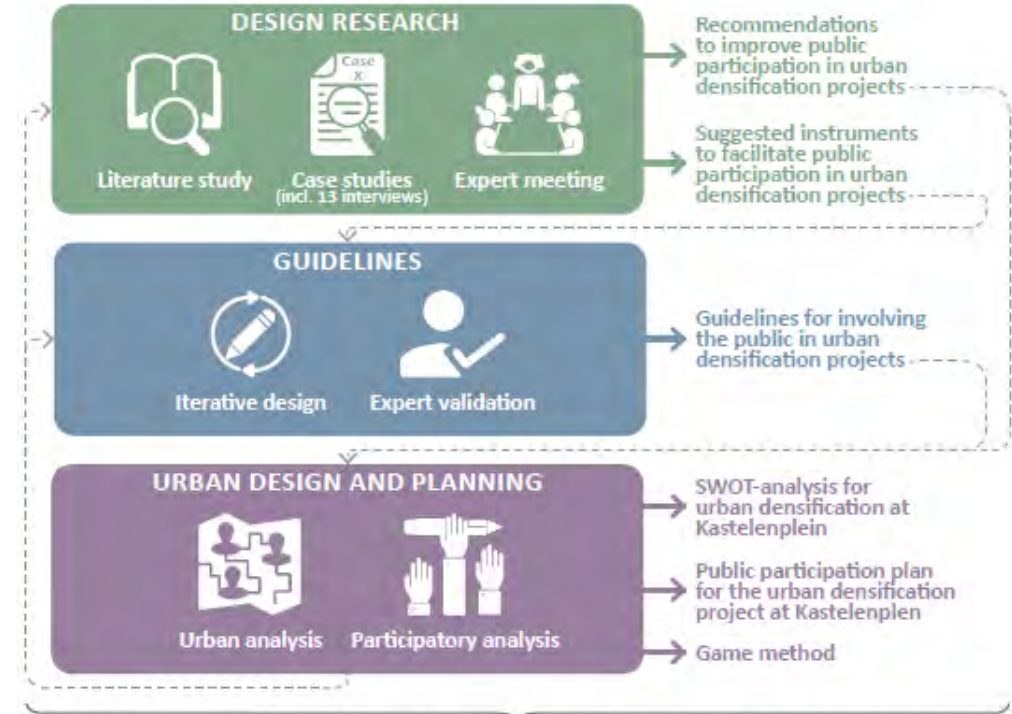 DESIGN RESEARCH
Case
X
Literature study
Case studies
(incl. 13 interviews)
Expert meeting
Recommendations
to improve public
participation in urban
densification projects
Suggested instruments
to facilitate public
participation in urban
densification projects
GUIDELINES
Iterative design
Expert validation
Guidelines for involving
the public in urban
densification projects
URBAN DESIGN AND PLANNING
Urban analysis
Participatory analysis
SWOT-analysis for
urban densification at
Kastelenplein
Public participation plan
for the urban densification
project at Kastelenplen
Game method